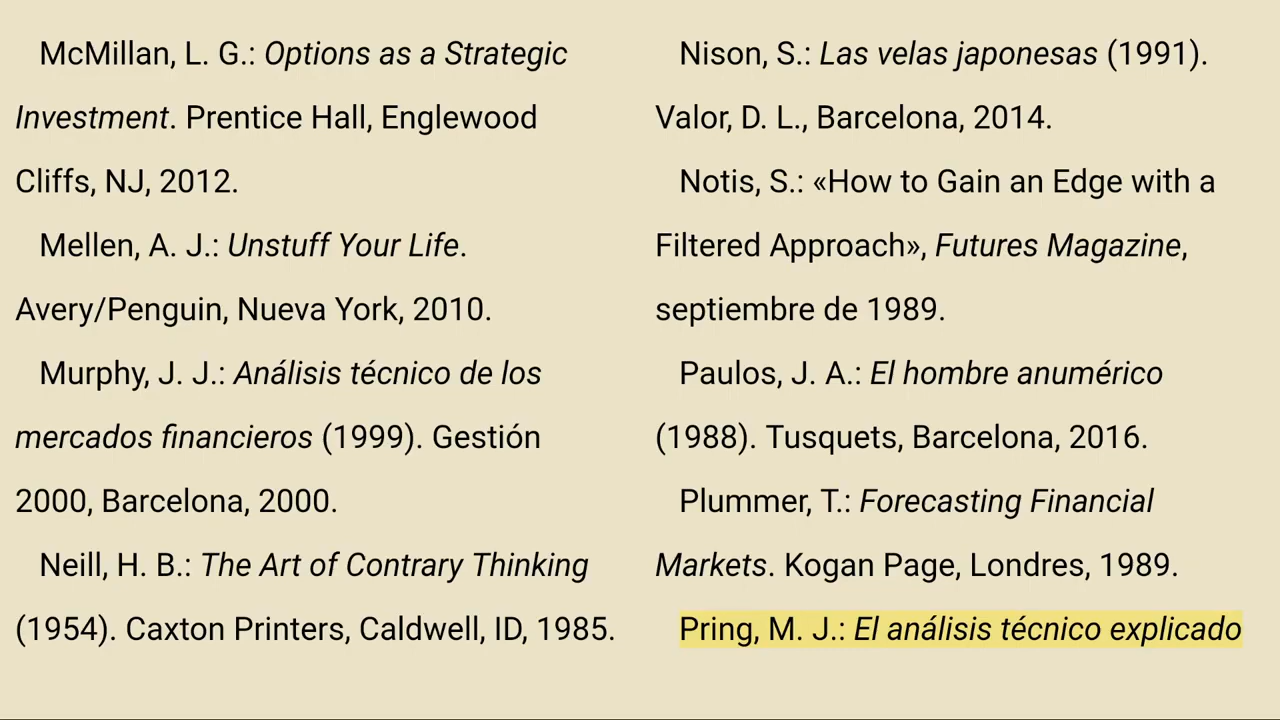 McMillan, L. G.: Options as a Strategic
Investment. Prentice Hall, Englewood
Cliffs, NJ, 2012.
Mellen, A. J.: Unstuff Your Life.
Avery/Penguin, Nueva York, 2010.
Murphy, J. J.: Análisis técnico de los
mercados financieros (1999). Gestión
2000, Barcelona, 2000.
Neill, H. B.: The Art of Contrary Thinking
(1954). Caxton Printers, Caldwell, ID, 1985.
Nison, S.: Las velas japonesas (1991).
Valor, D. L., Barcelona, 2014.
Notis, S.: «How to Gain an Edge with a
Filtered Approach», Futures Magazine,
septiembre de 1989.
Paulos, J. A.: El hombre anumérico
(1988). Tusquets, Barcelona, 2016.
Plummer, T.: Forecasting Financial
Markets. Kogan Page, Londres, 1989.
Pring, M. J.: El análisis técnico explicado